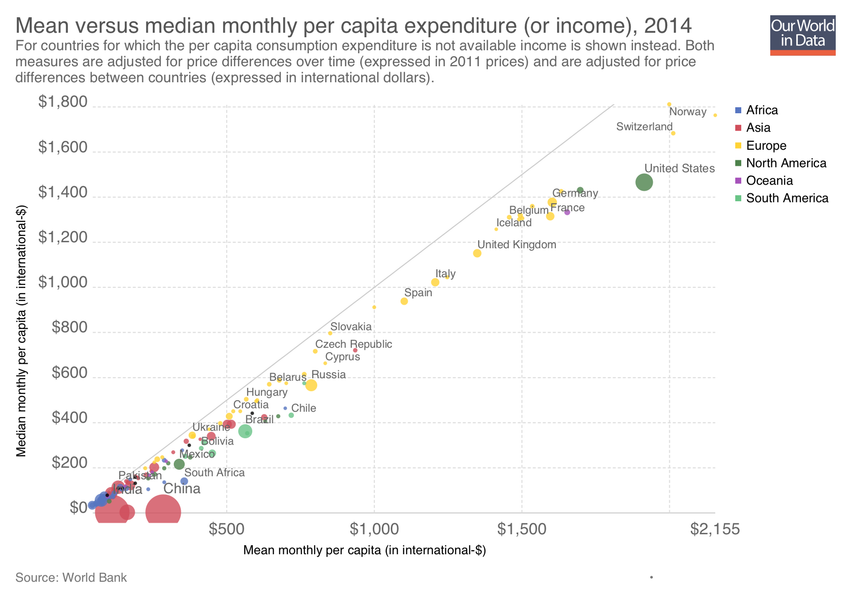 Mean versus median monthly per capita expenditure (or income), 2014
Our World
in Data
For countries for which the per capita consumption expenditure is not available income is shown instead. Both
measures are adjusted for price differences over time (expressed in 2011 prices) and are adjusted for price
differences between countries (expressed in international dollars).
$1,800
Norway
Africa
Switzerland
Asia
$1,600
Europe
United States
North America
$1,400
Germany
Oceania
Belgium
France
South America
Iceland
$1,200
United Kingdom
Italy
$1,000
Spain
$800
Slovakia
Czech Republic
Cyprus
$600
Belarus
Russia
Hungary
$400
Croatia
Chile
Brazil
Ukraine
Bolivia
$200
Mexico
South Africa
Pakistan
India
China
$0
$500
$1,000
$1,500
$2,155
Median monthly per capita (in international-$)
Mean monthly per capita (in international-$)
Source: World Bank